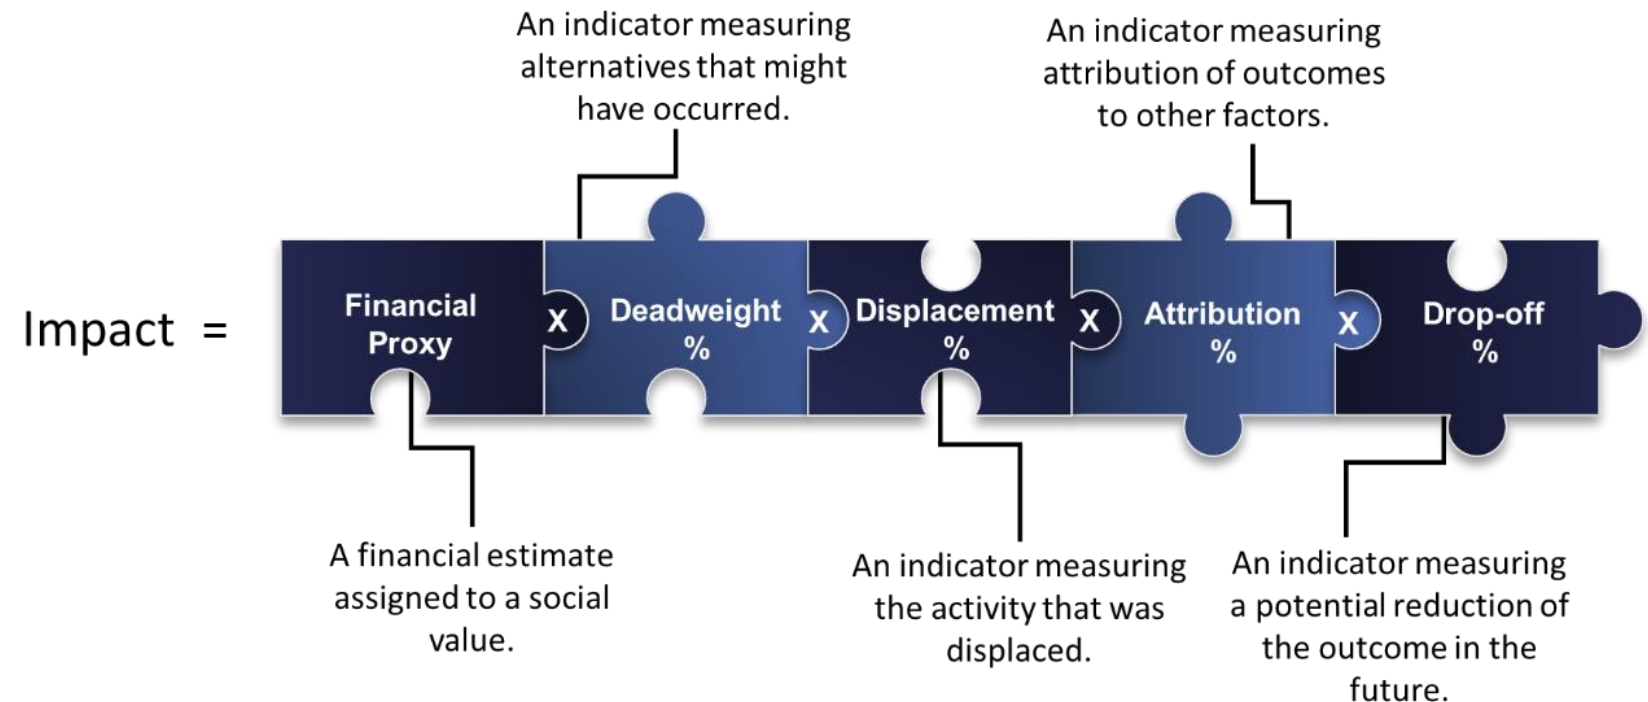 An indicator measuring
alternatives that might
have occurred.
An indicator measuring
attribution of outcomes
to other factors.
Impact =
Financial
Proxy
X
Deadweight
%
X
Displacement
%
X
Attribution
%
X
Drop-off
%
A financial estimate
assigned to a social
value.
An indicator measuring
the activity that was
displaced.
An indicator measuring
a potential reduction of
the outcome in the
future.